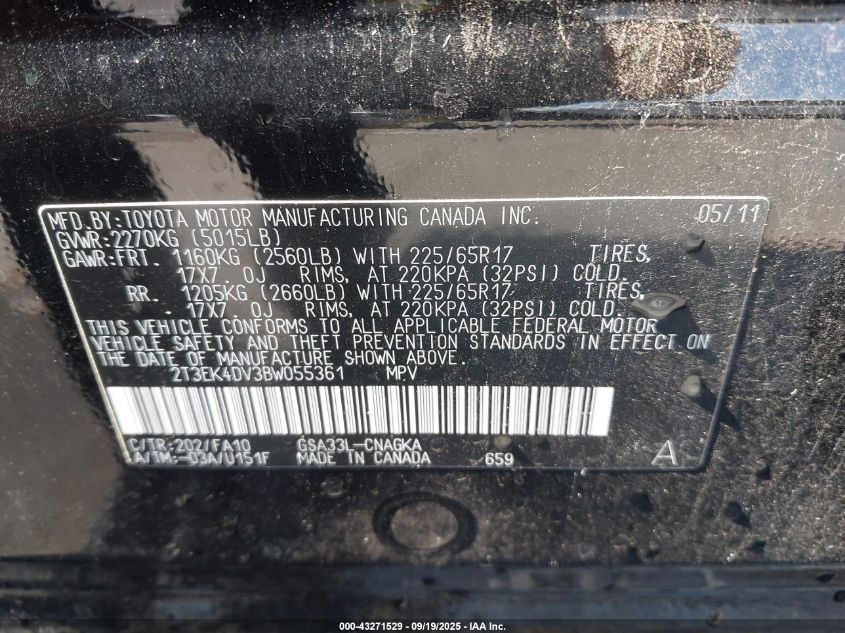 MFD.BY:TOYOTA MOTOR MANUFACTURING CANADA INC. 05/11
GVWR:2270KG (5015LB)
GAWR:FRT. 1160KG (2560LB) WITH 225/65R17 TIRES,
17X7.0J RIMS, AT 220KPA (32PSI) COLD.
RR. 1205KG (2660LB) WITH 225/65R17 TIRES,
17X7.0J RIMS, AT 220KPA (32PSI) COLD.
THIS VEHICLE CONFORMS TO ALL APPLICABLE FEDERAL MOTOR
VEHICLE SAFETY AND THEFT PREVENTION STANDARDS IN EFFECT ON
THE DATE OF MANUFACTURE SHOWN ABOVE.
2T3EK4DV3BW055361 MPV
C/TR:202/FA10 GSA33L-CNAGKA
A/TM:-03A/U151F MADE IN CANADA 659 A
000-43271529 - 09/19/2025 - IAA Inc.